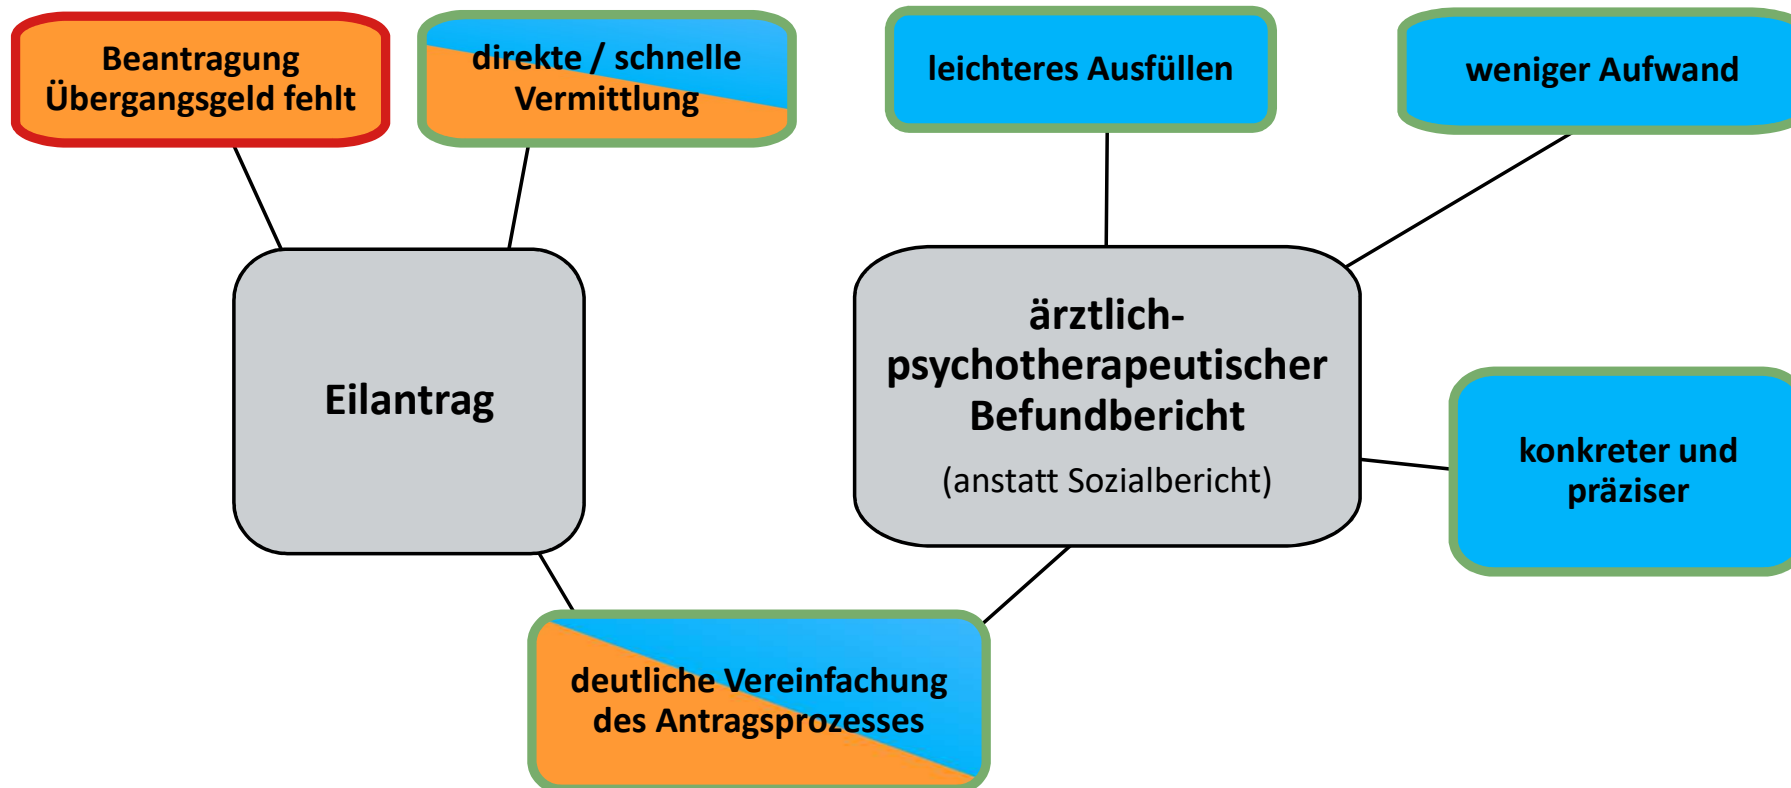 Beantragung
Übergangsgeld fehlt
direkte / schnelle
Vermittlung
leichteres Ausfüllen
weniger Aufwand
Eilantrag
ärztlich-
psychotherapeutischer
Befundbericht
(anstatt Sozialbericht)
konkreter und
präziser
deutliche Vereinfachung
des Antragsprozesses